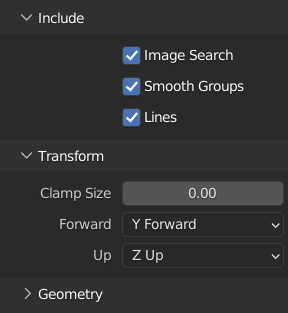 Include
Image Search
Smooth Groups
Lines
Transform
Clamp Size 0.00
Forward Y Forward
Up Z Up
Geometry